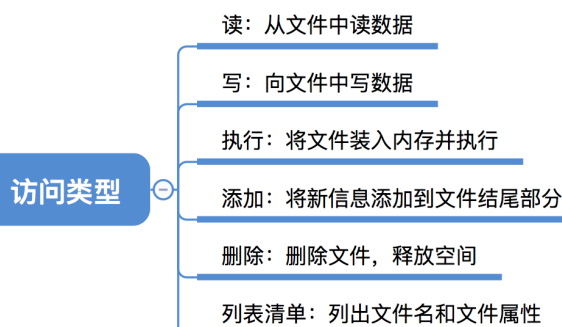 读：从文件中读数据
写：向文件中写数据
执行：将文件装入内存并执行
访问类型
添加：将新信息添加到文件结尾部分
删除：删除文件，释放空间
列表清单：列出文件名和文件属性